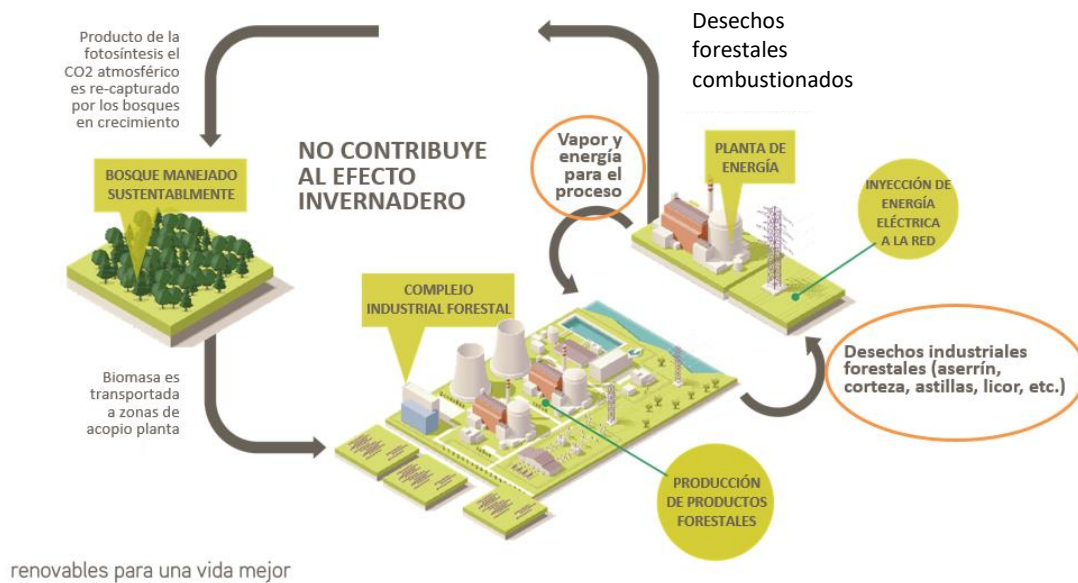 Desechos
forestales
combustionados
Producto de la
fotosíntesis el
CO2 atmosférico
es re-capturado
por los bosques
en crecimiento
NO CONTRIBUYE
AL EFECTO
INVERNADERO
Vapor y
energía
para el
proceso
PLANTA DE
ENERGÍA
BOSQUE MANEJADO
SUSTENTABLMENTE
INYECCIÓN DE
ENERGÍA
ELÉCTRICA
A LA RED
COMPLEJO
INDUSTRIAL FORESTAL
Desechos industriales
forestales (aserrín,
corteza, astillas, licor, etc.)
Biomasa es
transportada
a zonas de
acopio planta
PRODUCCIÓN
DE PRODUCTOS
FORESTALES
renovables para una vida mejor